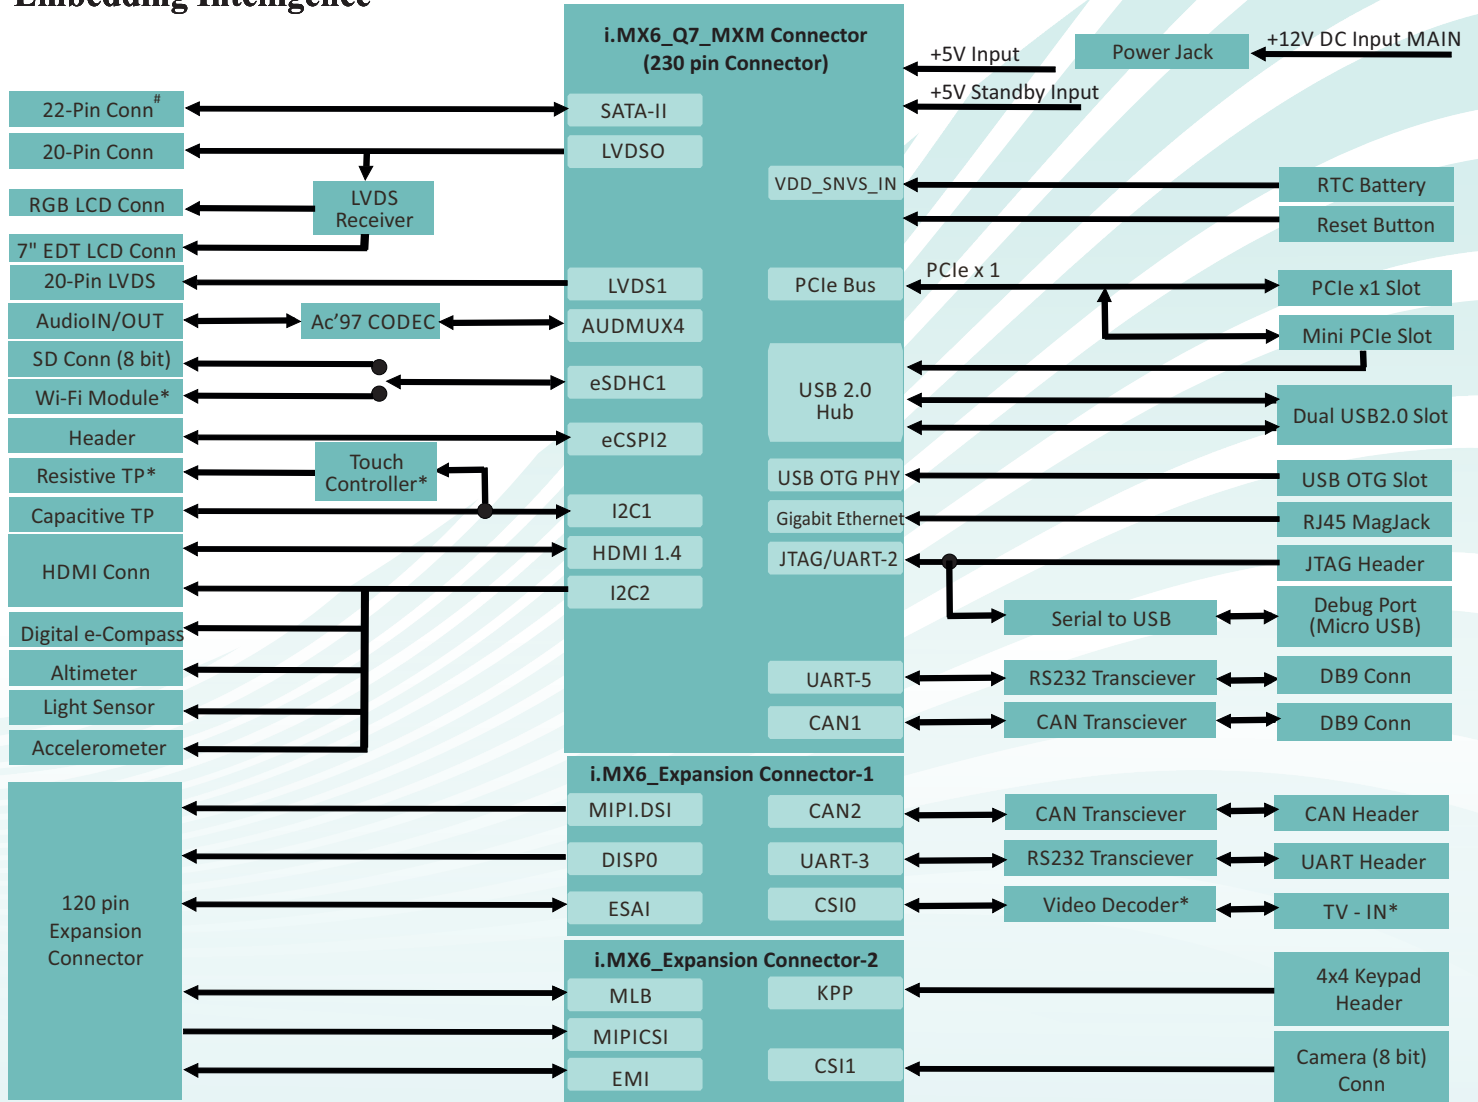 Embedding Intelligence
i.MX6_Q7_MXM Connector
(230 pin Connector)
+5V Input
Power Jack
+12V DC Input MAIN
+5V Standby Input
22-Pin Conn#
SATA-II
20-Pin Conn
LVDSO
VDD_SNVS_IN
RTC Battery
RGB LCD Conn
LVDS
Receiver
Reset Button
7" EDT LCD Conn
20-Pin LVDS
LVDS1
PCIe Bus
PCIe x 1
PCIe x1 Slot
AudioIN/OUT
Ac’97 CODEC
AUDMUX4
Mini PCIe Slot
SD Conn (8 bit)
Wi-Fi Module*
eSDHC1
USB 2.0
Hub
Dual USB2.0 Slot
Header
eCSPI2
Resistive TP*
Touch
Controller*
USB OTG PHY
USB OTG Slot
Capacitive TP
I2C1
Gigabit Ethernet
RJ45 MagJack
HDMI Conn
HDMI 1.4
JTAG/UART-2
JTAG Header
I2C2
Serial to USB
Debug Port
(Micro USB)
Digital e-Compass
Altimeter
UART-5
RS232 Transciever
DB9 Conn
Light Sensor
CAN1
CAN Transciever
DB9 Conn
Accelerometer
i.MX6_Expansion Connector-1
MIPI.DSI
CAN2
CAN Transciever
CAN Header
DISP0
UART-3
RS232 Transciever
UART Header
120 pin
Expansion
Connector
ESAI
CSI0
Video Decoder*
TV - IN*
i.MX6_Expansion Connector-2
MLB
KPP
4x4 Keypad
Header
MIPICSI
EMI
CSI1
Camera (8 bit)
Conn